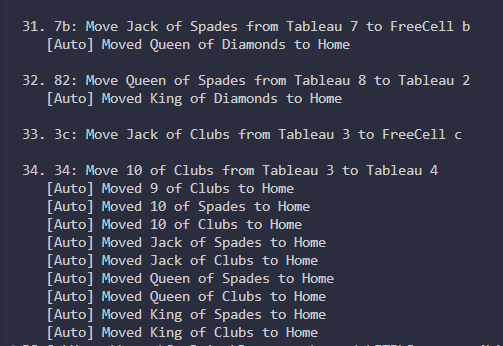 31. 7b: Move Jack of Spades from Tableau 7 to FreeCell b
[Auto] Moved Queen of Diamonds to Home
32. 82: Move Queen of Spades from Tableau 8 to Tableau 2
[Auto] Moved King of Diamonds to Home
33. 3c: Move Jack of Clubs from Tableau 3 to FreeCell c
34. 34: Move 10 of Clubs from Tableau 3 to Tableau 4
[Auto] Moved 9 of Clubs to Home
[Auto] Moved 10 of Spades to Home
[Auto] Moved 10 of Clubs to Home
[Auto] Moved Jack of Spades to Home
[Auto] Moved Jack of Clubs to Home
[Auto] Moved Queen of Spades to Home
[Auto] Moved Queen of Clubs to Home
[Auto] Moved King of Spades to Home
[Auto] Moved King of Clubs to Home